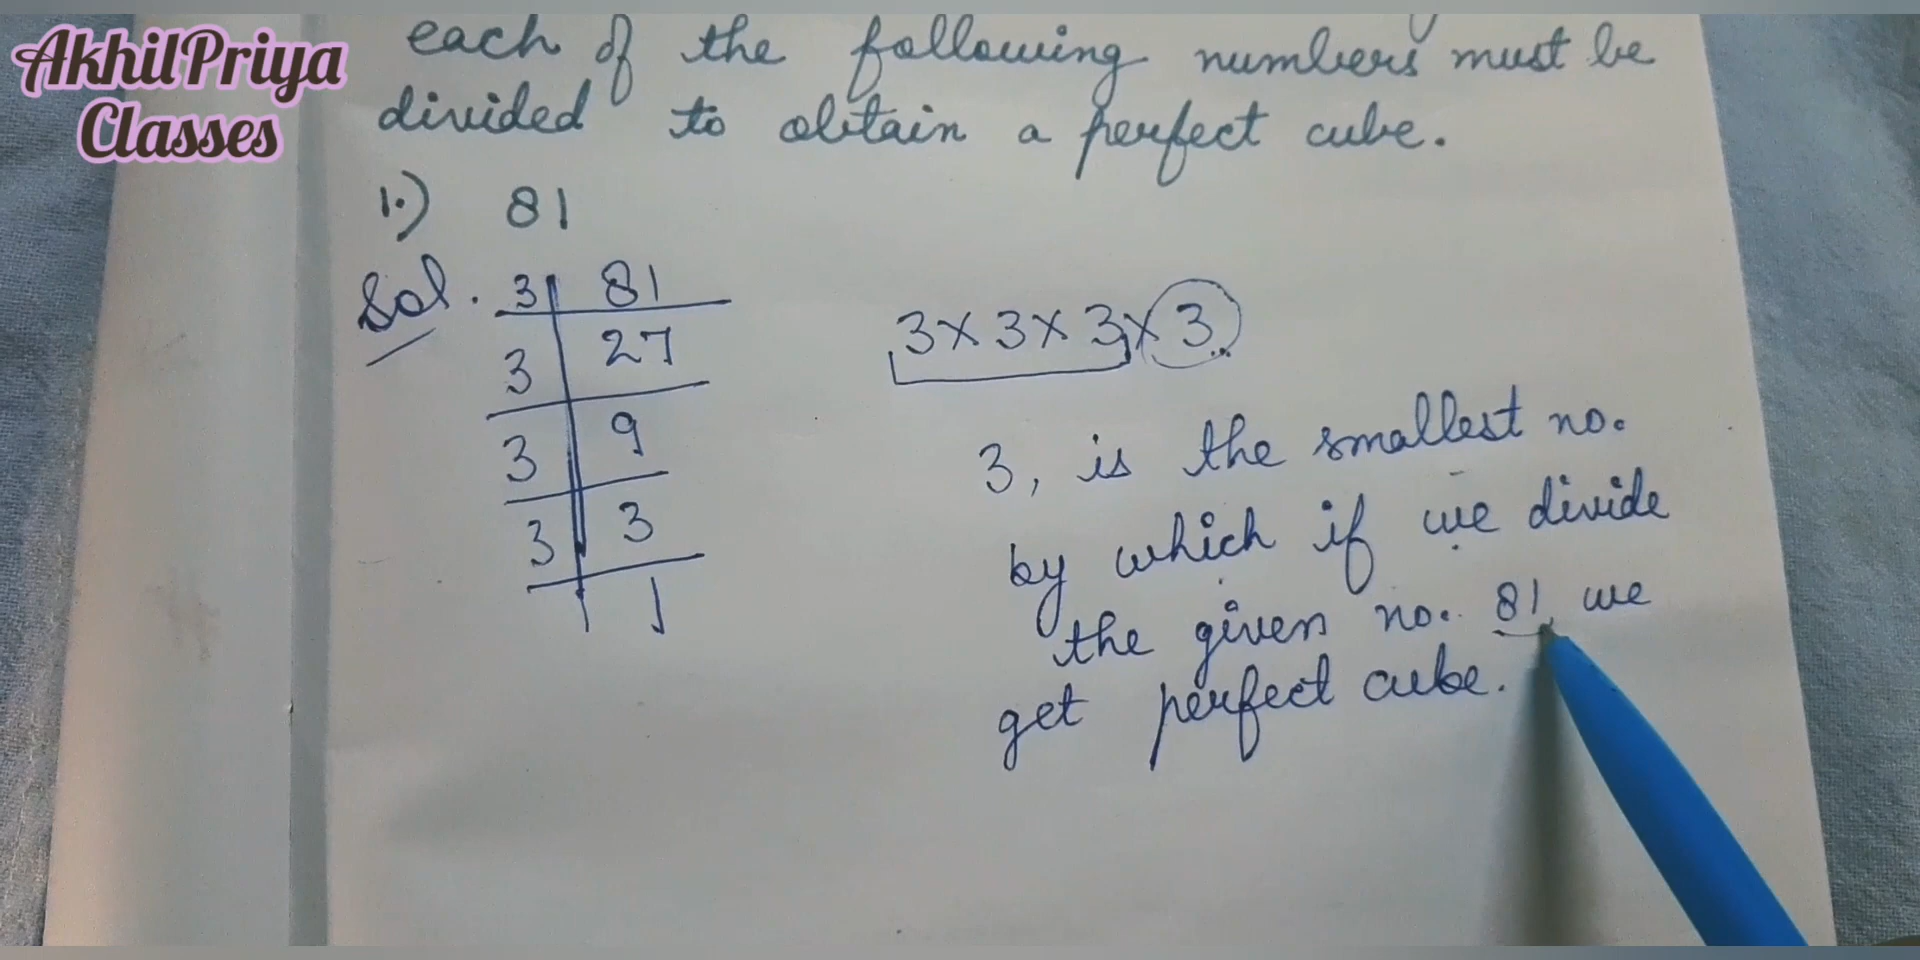 AkhilPriya
Classes
each of the following numbers must be
divided to obtain a perfect cube.
1.) 81
Sol. 3 81
3 27
3 9
3 3
1
3 × 3 × 3 × 3
3, is the smallest no.
by which if we divide
the given no. 81, we
get perfect cube.